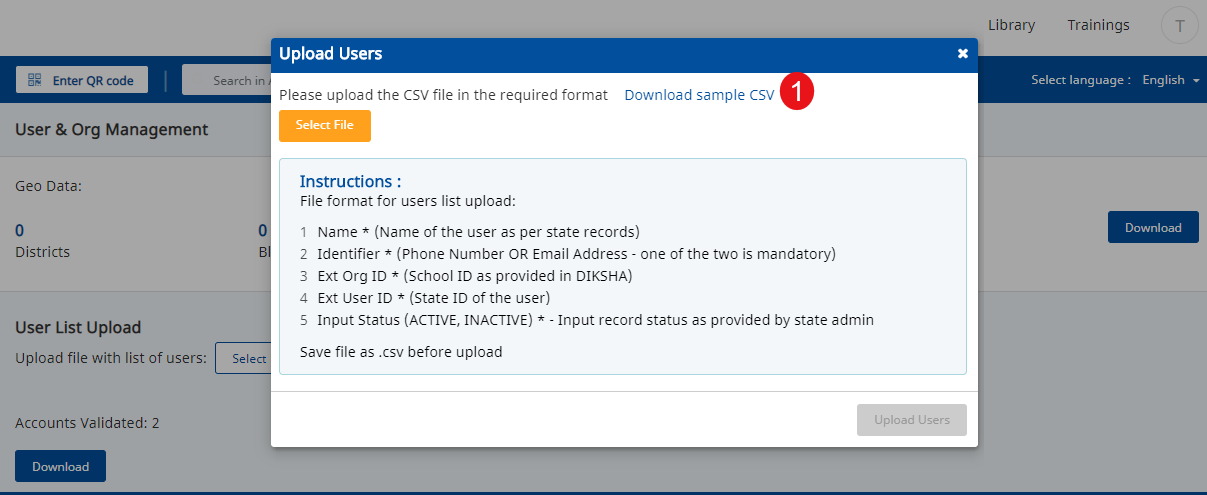 Library Trainings T
Upload Users ✖
Enter QR code Search in Select language : English
Please upload the CSV file in the required format Download sample CSV 1
Select File
User & Org Management
Instructions :
Geo Data:
File format for users list upload:
0 0
1 Name * (Name of the user as per state records)
Download
Districts
2 Identifier * (Phone Number OR Email Address - one of the two is mandatory)
3 Ext Org ID * (School ID as provided in DIKSHA)
4 Ext User ID * (State ID of the user)
5 Input Status (ACTIVE, INACTIVE) * - Input record status as provided by state admin
User List Upload
Save file as .csv before upload
Upload file with list of users: Select
Accounts Validated: 2
Upload Users
Download